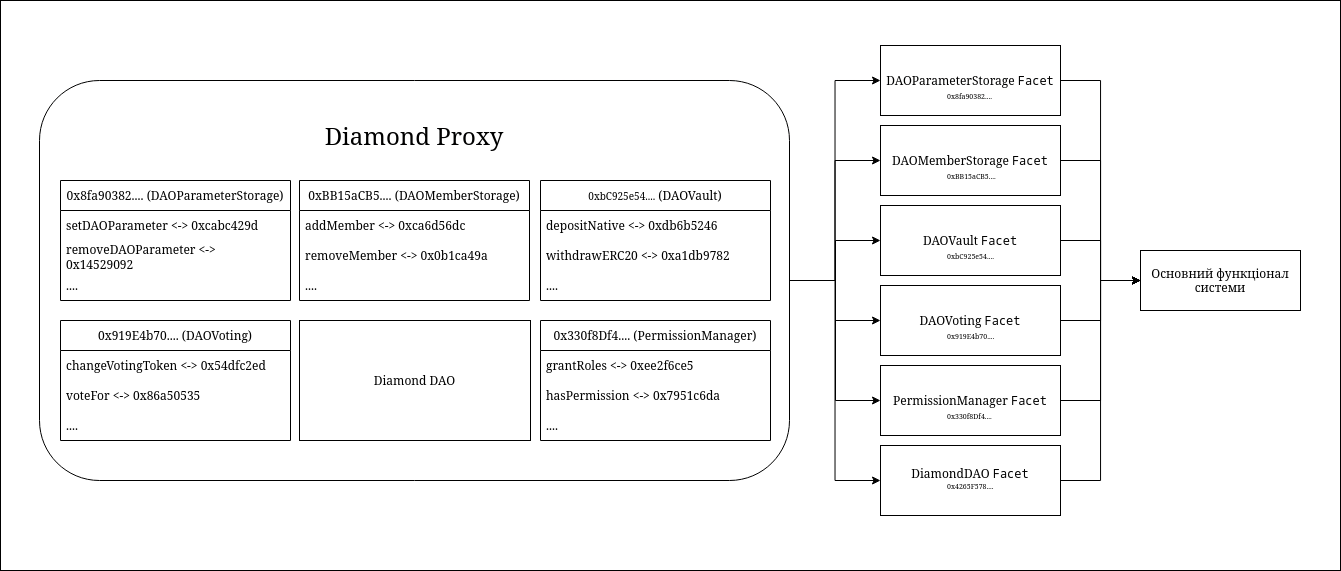 Diamond Proxy
0x8fa90382.... (DAOParameterStorage)
setDAOParameter <-> 0xcabc429d
removeDAOParameter <->
0x14529092
....
0xBB15aCB5.... (DAOMemberStorage)
addMember <-> 0xca6d56dc
removeMember <-> 0x0b1ca49a
....
0xbC925e54.... (DAOVault)
depositNative <-> 0xdb6b5246
withdrawERC20 <-> 0xa1db9782
....
0x919E4b70.... (DAOVoting)
changeVotingToken <-> 0x54dfc2ed
voteFor <-> 0x86a50535
....
Diamond DAO
0x330f8Df4.... (PermissionManager)
grantRoles <-> 0xee2f6ce5
hasPermission <-> 0x7951c6da
....
DAOParameterStorage Facet
0x8fa90382....
DAOMemberStorage Facet
0xBB15aCB5....
DAOVault Facet
0xbC925e54....
DAOVoting Facet
0x919E4b70....
PermissionManager Facet
0x330f8Df4....
DiamondDAO Facet
0x4265F578....
Основний функціонал
системи